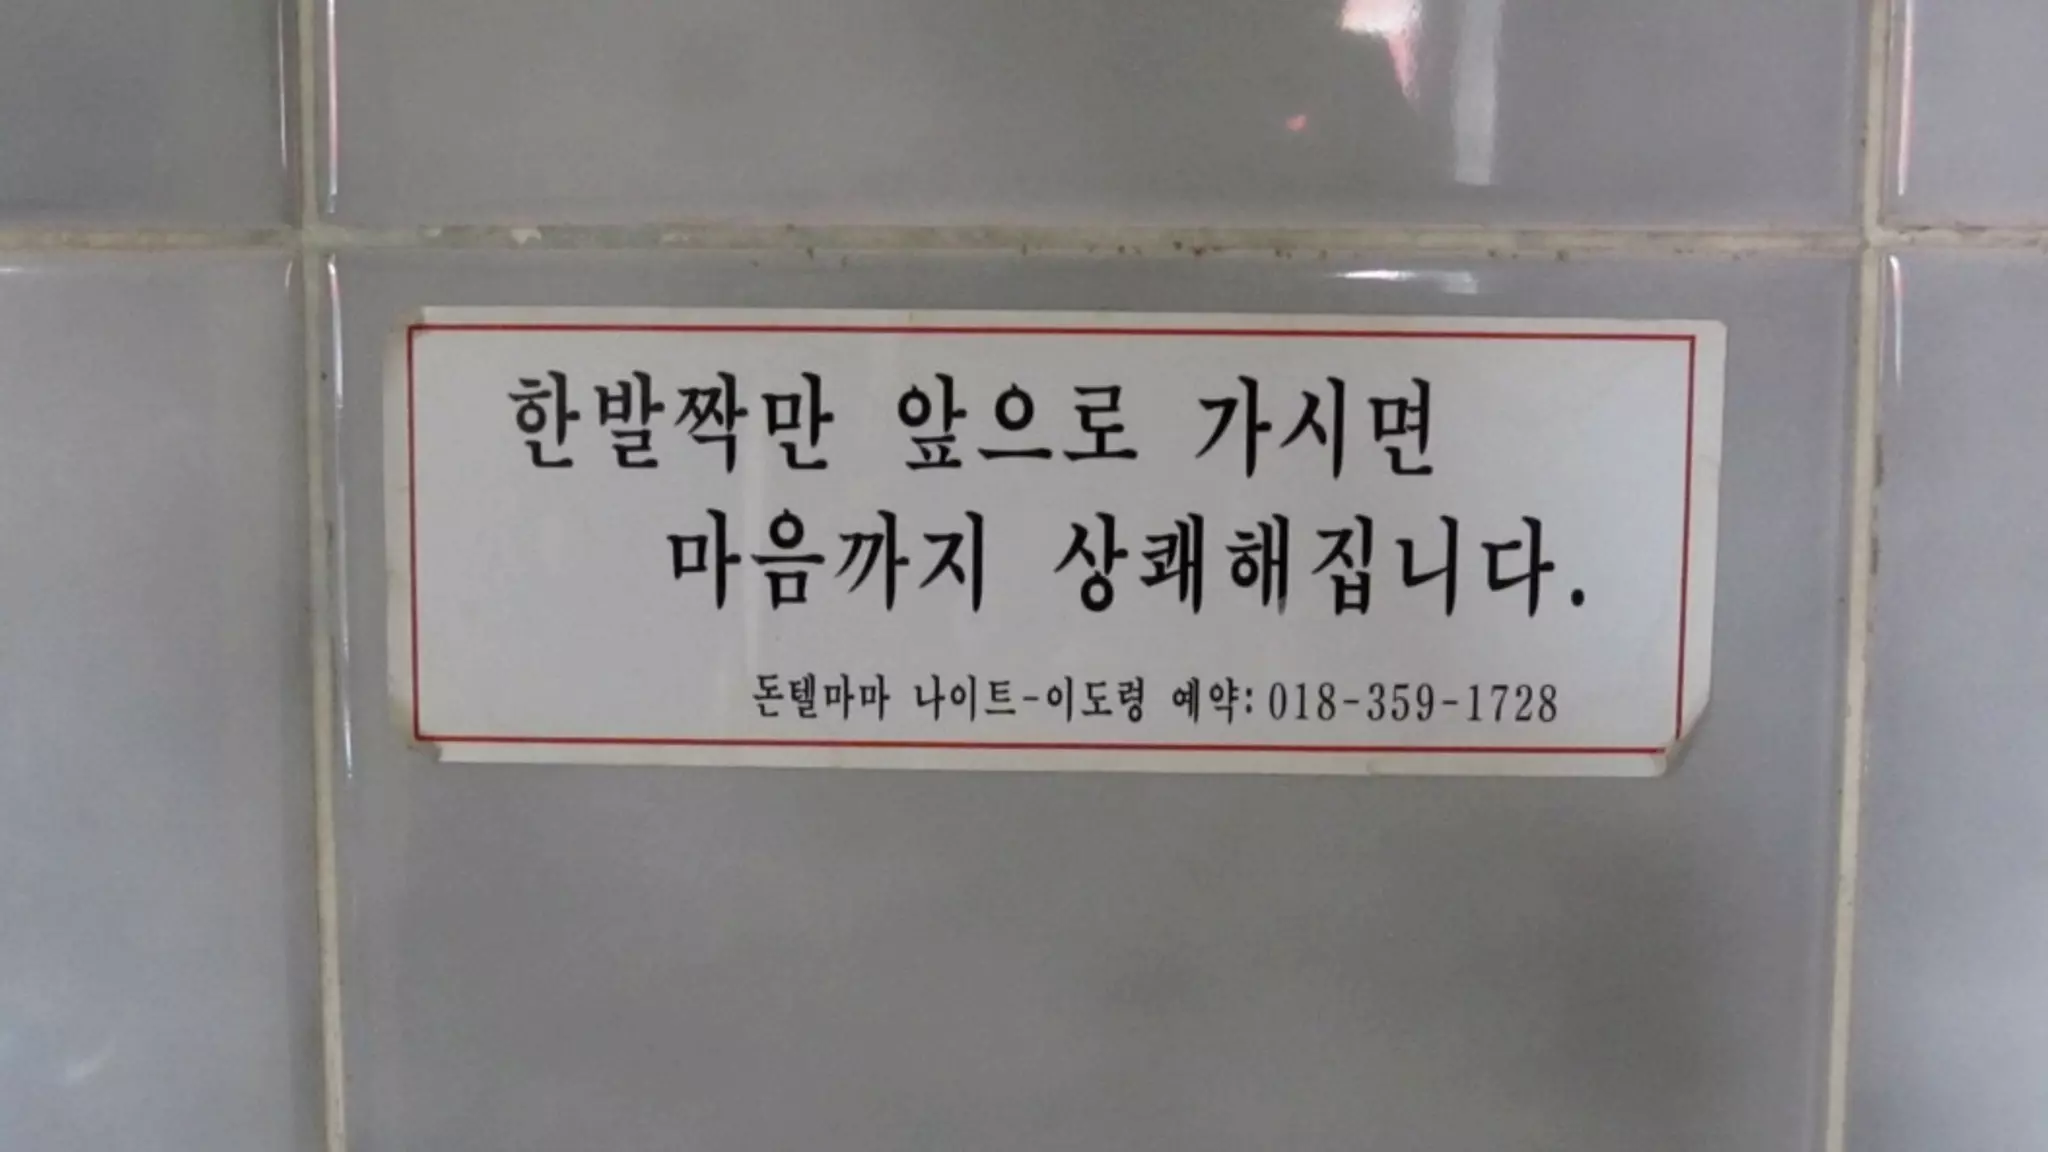 한발짝만 앞으로 가시면
마음까지 상쾌해집니다.
돈텔마마 나이트-이도령 예약: 018-359-1728